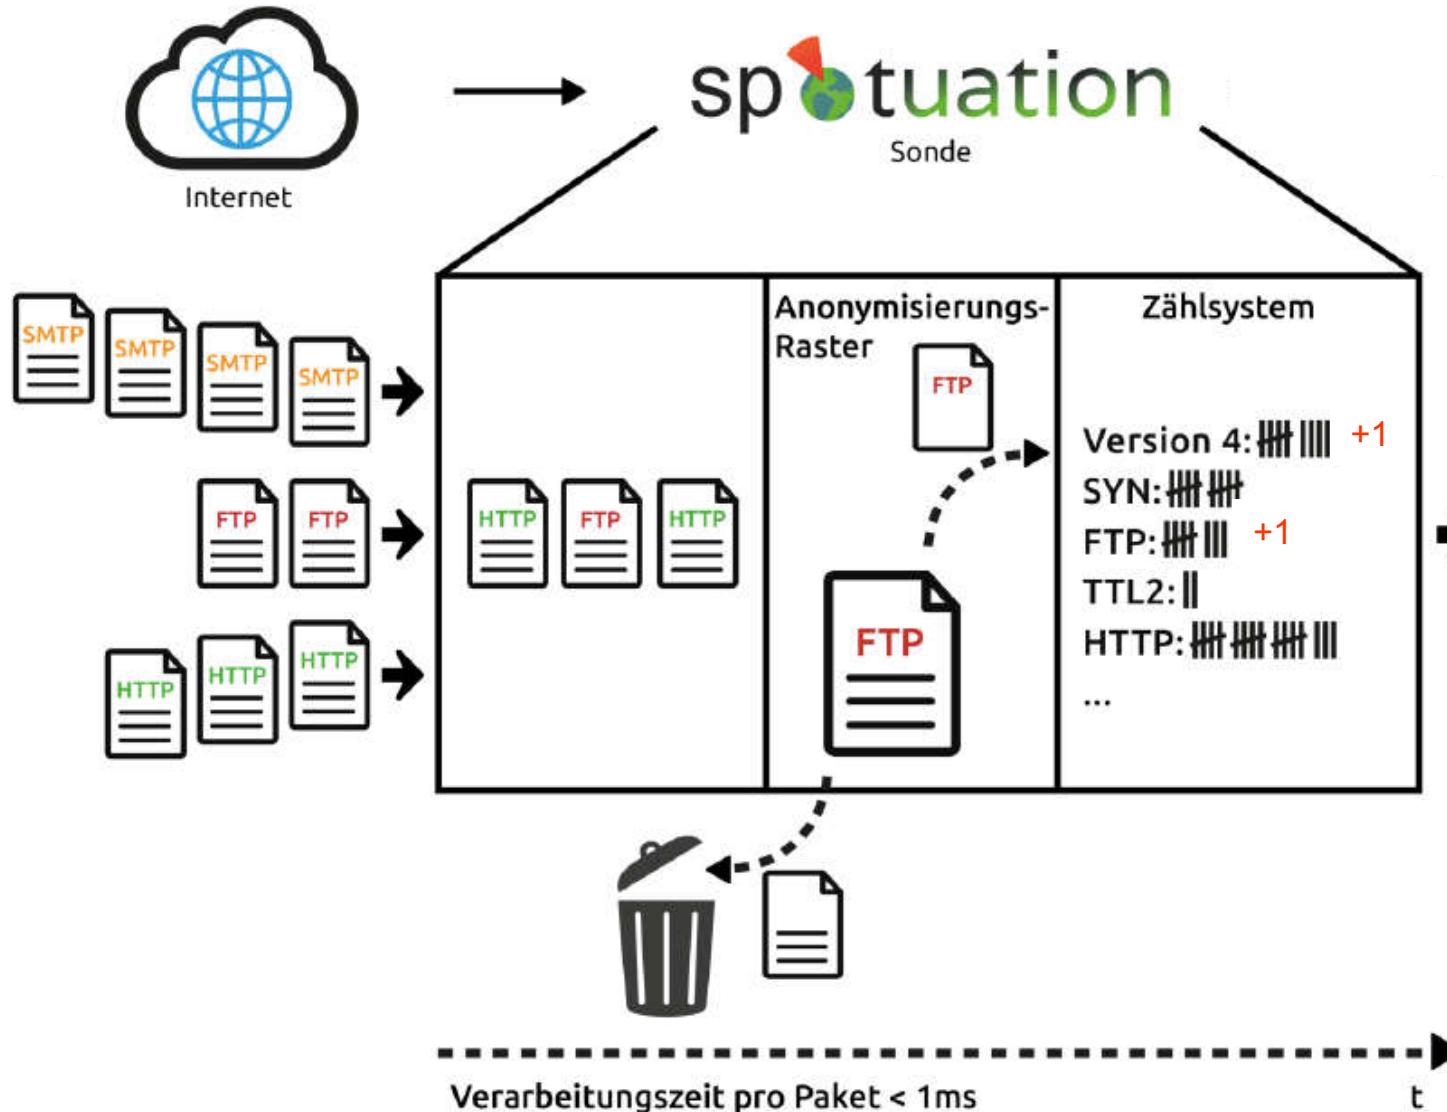 Internet
sp tuation
Sonde
SMTP
SMTP
SMTP
SMTP
FTP
FTP
HTTP
HTTP
HTTP
HTTP
FTP
HTTP
Anonymisierungs-
Raster
FTP
FTP
Zählsystem
Version 4: +1
SYN:
FTP: +1
TTL2:
HTTP:
...
Verarbeitungszeit pro Paket < 1ms
t